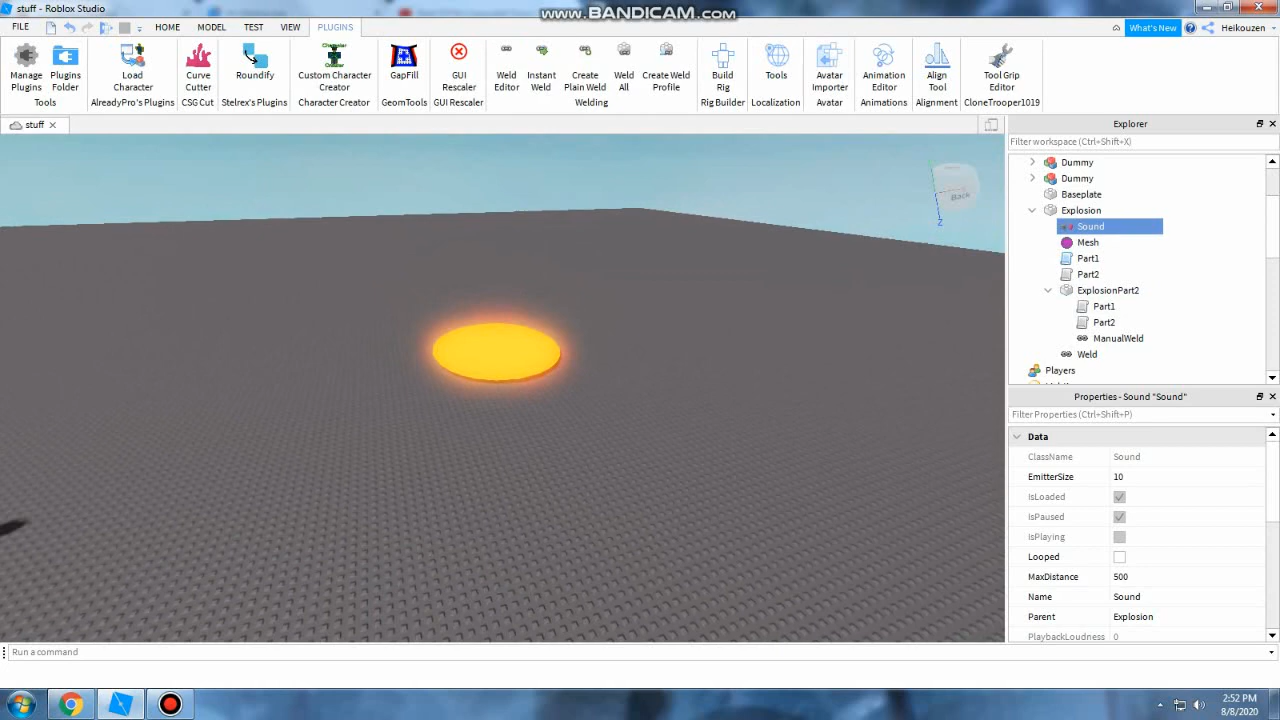 stuff - Roblox Studio
www.BANDICAM.com
FILE HOME MODEL TEST VIEW PLUGINS What's New Heikouzen
Manage Plugins
Plugins Folder
Tools
Load Character
AlreadyPro's Plugins
Curve Cutter
CSG Cut
Roundify
Stelrex's Plugins
Custom Character Creator
Character Creator
GapFill
GeomTools
GUI Rescaler
GUI Rescaler
Weld Editor
Instant Weld
Create Plain Weld
Weld All
Create Weld Profile
Welding
Build Rig
Rig Builder
Tools
Localization
Avatar Importer
Avatar
Animation Editor
Animations
Align Tool
Alignment
Tool Grip Editor
CloneTrooper1019
stuff
Back
Z
Explorer
Filter workspace (Ctrl+Shift+X)
Dummy
Dummy
Baseplate
Explosion
Sound
Mesh
Part1
Part2
ExplosionPart2
Part1
Part2
ManualWeld
Weld
Players
Properties - Sound "Sound"
Filter Properties (Ctrl+Shift+P)
Data
ClassName Sound
EmitterSize 10
IsLoaded
IsPaused
IsPlaying
Looped
MaxDistance 500
Name Sound
Parent Explosion
PlaybackLoudness 0
Run a command
2:52 PM
8/8/2020